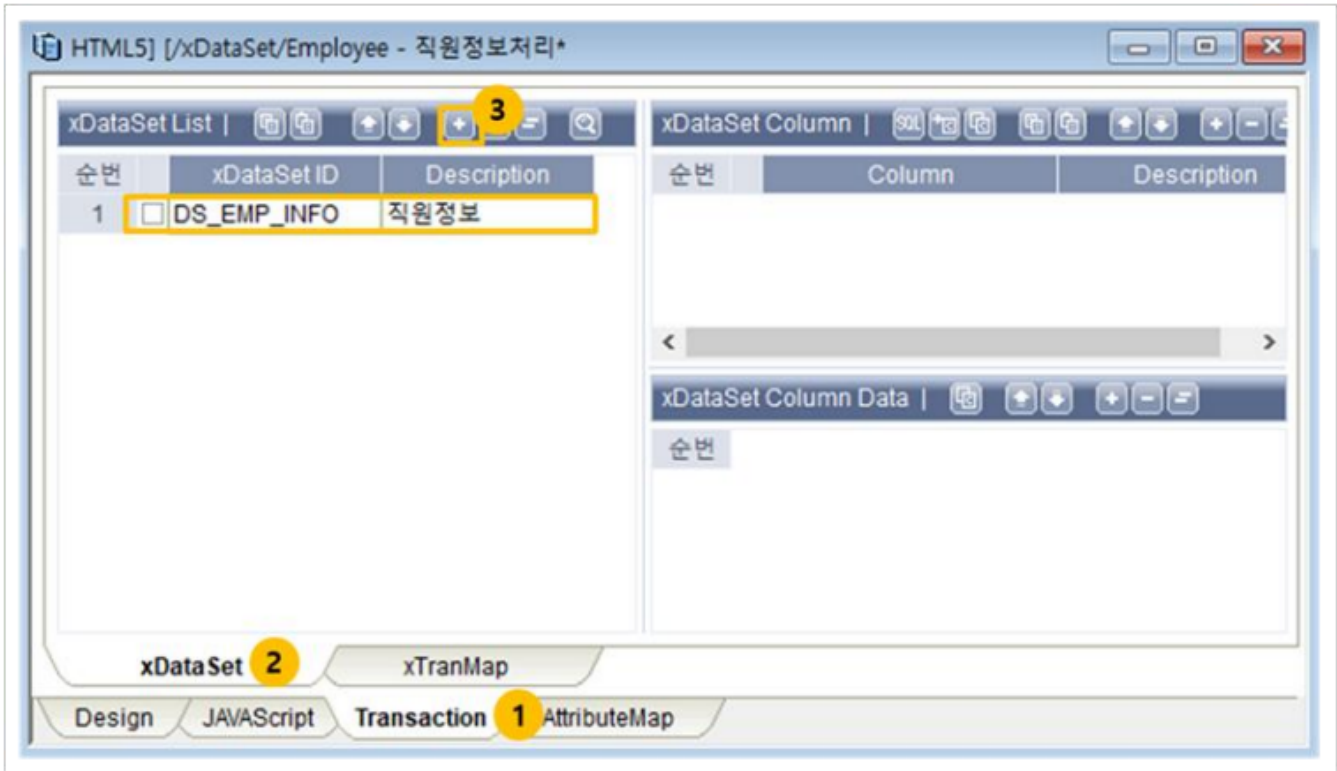 HTML5] [/xDataSet/Employee - 직원정보처리*
xDataSet List |
3
xDataSet Column |
SQL
순번 xDataSet ID Description
순번 Column Description
1 DS_EMP_INFO 직원정보
xDataSet Column Data |
순번
xDataSet 2 xTranMap
Design JAVAScript Transaction 1 AttributeMap